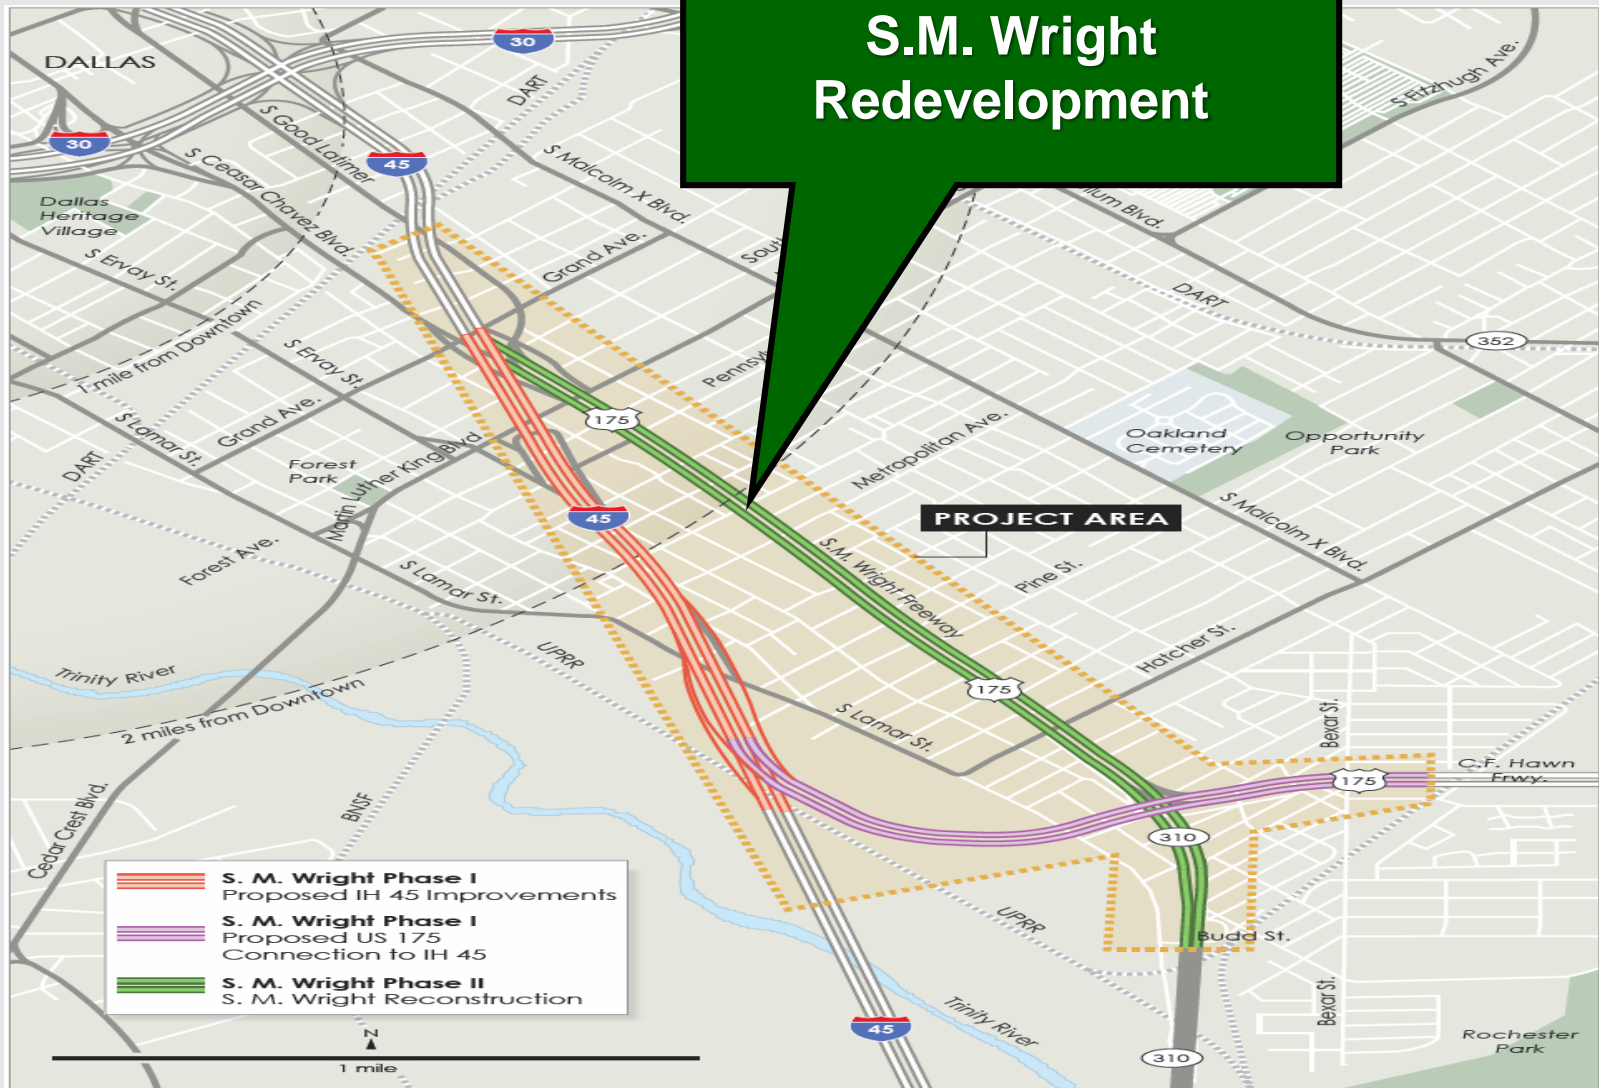 S.M. Wright
Redevelopment
DALLAS
30
DART
S Fitzhugh Ave.
30
S Good Latimer
45
S Ceasar Chavez Blvd.
S Malcolm X Blvd.
Dallas
Heritage
Village
Blvd.
S Ervay St.
Grand Ave.
DART
1 mile from Downtown
S Ervay St.
352
S Lamar St.
Grand Ave.
175
Metropolitan Ave.
Oakland
Cemetery
Opportunity
Park
DART
Forest
Park
Martin Luther King Blvd
45
PROJECT AREA
S Malcolm X Blvd.
Forest Ave.
S Lamar St.
S.M. Wright Freeway
Pine St.
UPRR
Hatcher St.
Trinity River
2 miles from Downtown
175
S Lamar St.
Bexar St.
C.F. Hawn
Frwy.
175
Cedar Crest Blvd.
BNSF
310
S. M. Wright Phase I
Proposed IH 45 Improvements
S. M. Wright Phase I
Proposed US 175
Connection to IH 45
S. M. Wright Phase II
S. M. Wright Reconstruction
UPRR
Budd St.
Bexar St.
Trinity River
45
Rochester
Park
310
N
1 mile